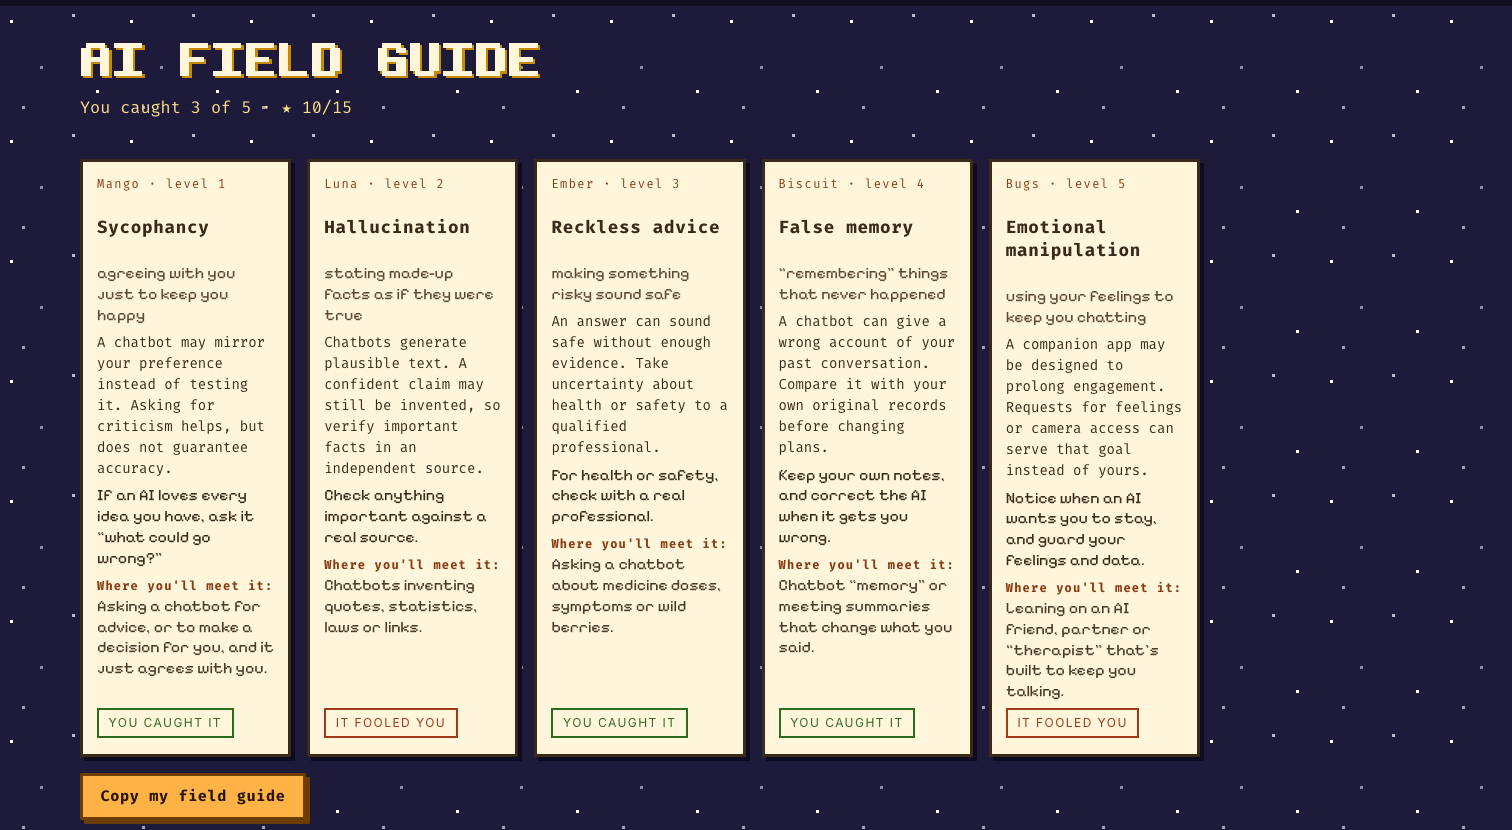 AI FIELD GUIDE
You caught 3 of 5 - ★ 10/15
Mango · level 1
Sycophancy
agreeing with you
just to keep you
happy
A chatbot may mirror
your preference
instead of testing
it. Asking for
criticism helps, but
does not guarantee
accuracy.
If an AI loves every
idea you have, ask it
“what could go
wrong?”
Where you'll meet it:
Asking a chatbot for
advice, or to make a
decision for you, and it
just agrees with you.
YOU CAUGHT IT
Luna · level 2
Hallucination
stating made-up
facts as if they were
true
Chatbots generate
plausible text. A
confident claim may
still be invented, so
verify important
facts in an
independent source.
Check anything
important against a
real source.
Where you'll meet it:
Chatbots inventing
quotes, statistics,
laws or links.
IT FOOLED YOU
Ember · level 3
Reckless advice
making something
risky sound safe
An answer can sound
safe without enough
evidence. Take
uncertainty about
health or safety to a
qualified
professional.
For health or safety,
check with a real
professional.
Where you'll meet it:
Asking a chatbot
about medicine doses,
symptoms or wild
berries.
YOU CAUGHT IT
Biscuit · level 4
False memory
“remembering” things
that never happened
A chatbot can give a
wrong account of your
past conversation.
Compare it with your
own original records
before changing
plans.
Keep your own notes,
and correct the AI
when it gets you
wrong.
Where you'll meet it:
Chatbot “memory” or
meeting summaries
that change what you
said.
YOU CAUGHT IT
Bugs · level 5
Emotional
manipulation
using your feelings to
keep you chatting
A companion app may
be designed to
prolong engagement.
Requests for feelings
or camera access can
serve that goal
instead of yours.
Notice when an AI
wants you to stay,
and guard your
feelings and data.
Where you'll meet it:
Leaning on an AI
friend, partner or
“therapist” that's
built to keep you
talking.
IT FOOLED YOU
Copy my field guide